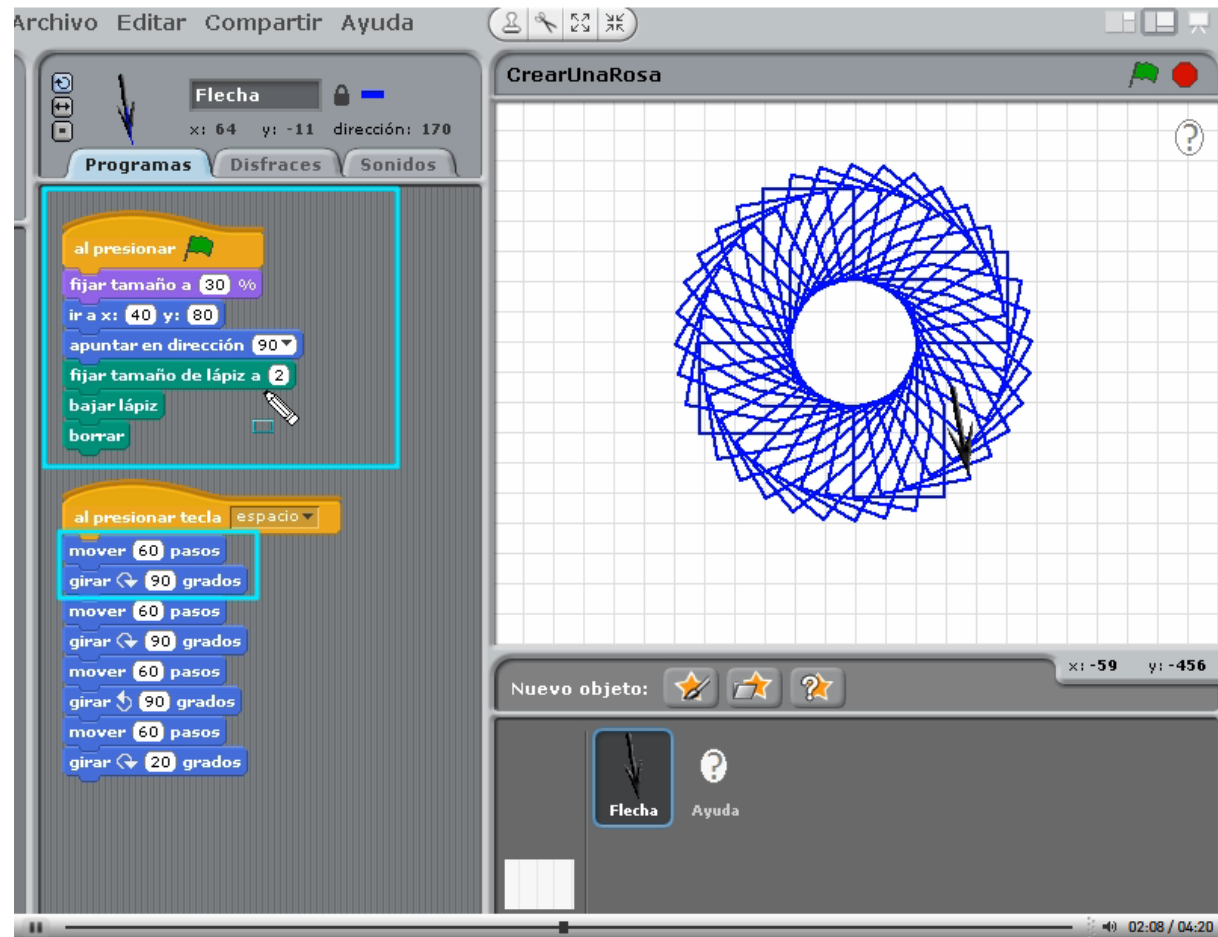 Archivo Editar Compartir Ayuda
Flecha
x: 64 y: -11 dirección: 170
Programas Disfraces Sonidos
al presionar
fijar tamaño a 30 %
ir a x: 40 y: 80
apuntar en dirección 90
fijar tamaño de lápiz a 2
bajar lápiz
borrar
al presionar tecla espacio
mover 60 pasos
girar 90 grados
mover 60 pasos
girar 90 grados
mover 60 pasos
girar 90 grados
mover 60 pasos
girar 20 grados
CrearUnaRosa
?
x: -59 y: -456
Nuevo objeto:
Flecha Ayuda
02:08 / 04:20